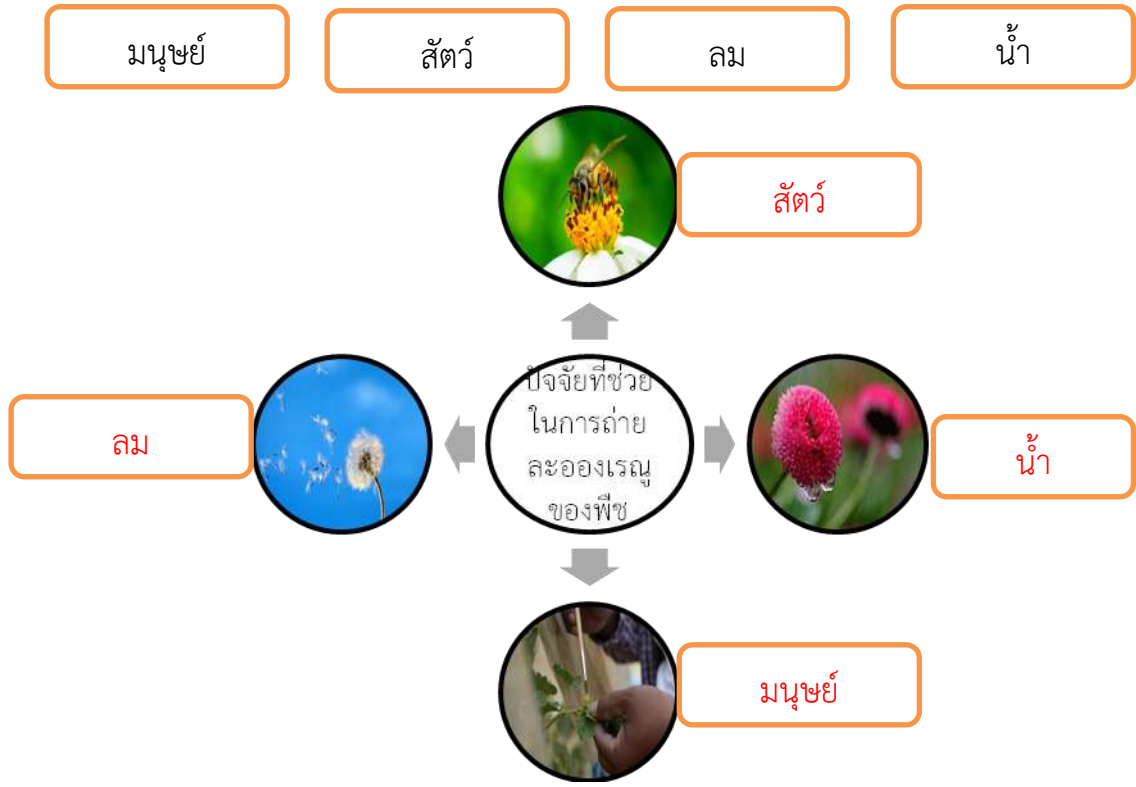 มนุษย์ สัตว์ ลม น้ำ
สัตว์
ปัจจัยที่ช่วย
ในการถ่าย
ละอองเรณู
ของพืช
ลม
น้ำ
มนุษย์